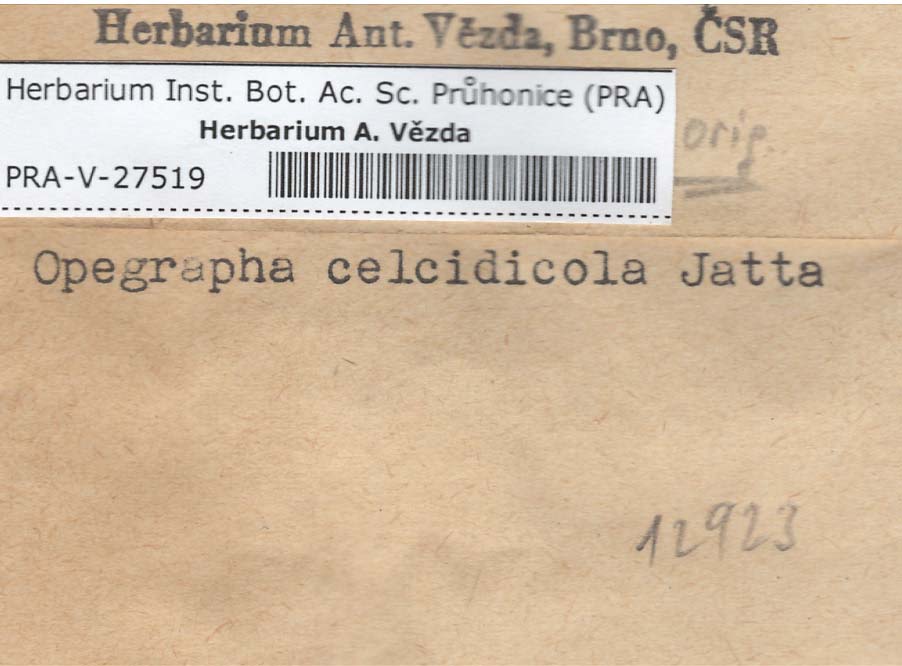 Herbarium Ant. Vězda, Brno, ČSR
Herbarium Inst. Bot. Ac. Sc. Průhonice (PRA)
Herbarium A. Vězda
orig.
PRA-V-27519
Opegrapha celcidicola Jatta
12923